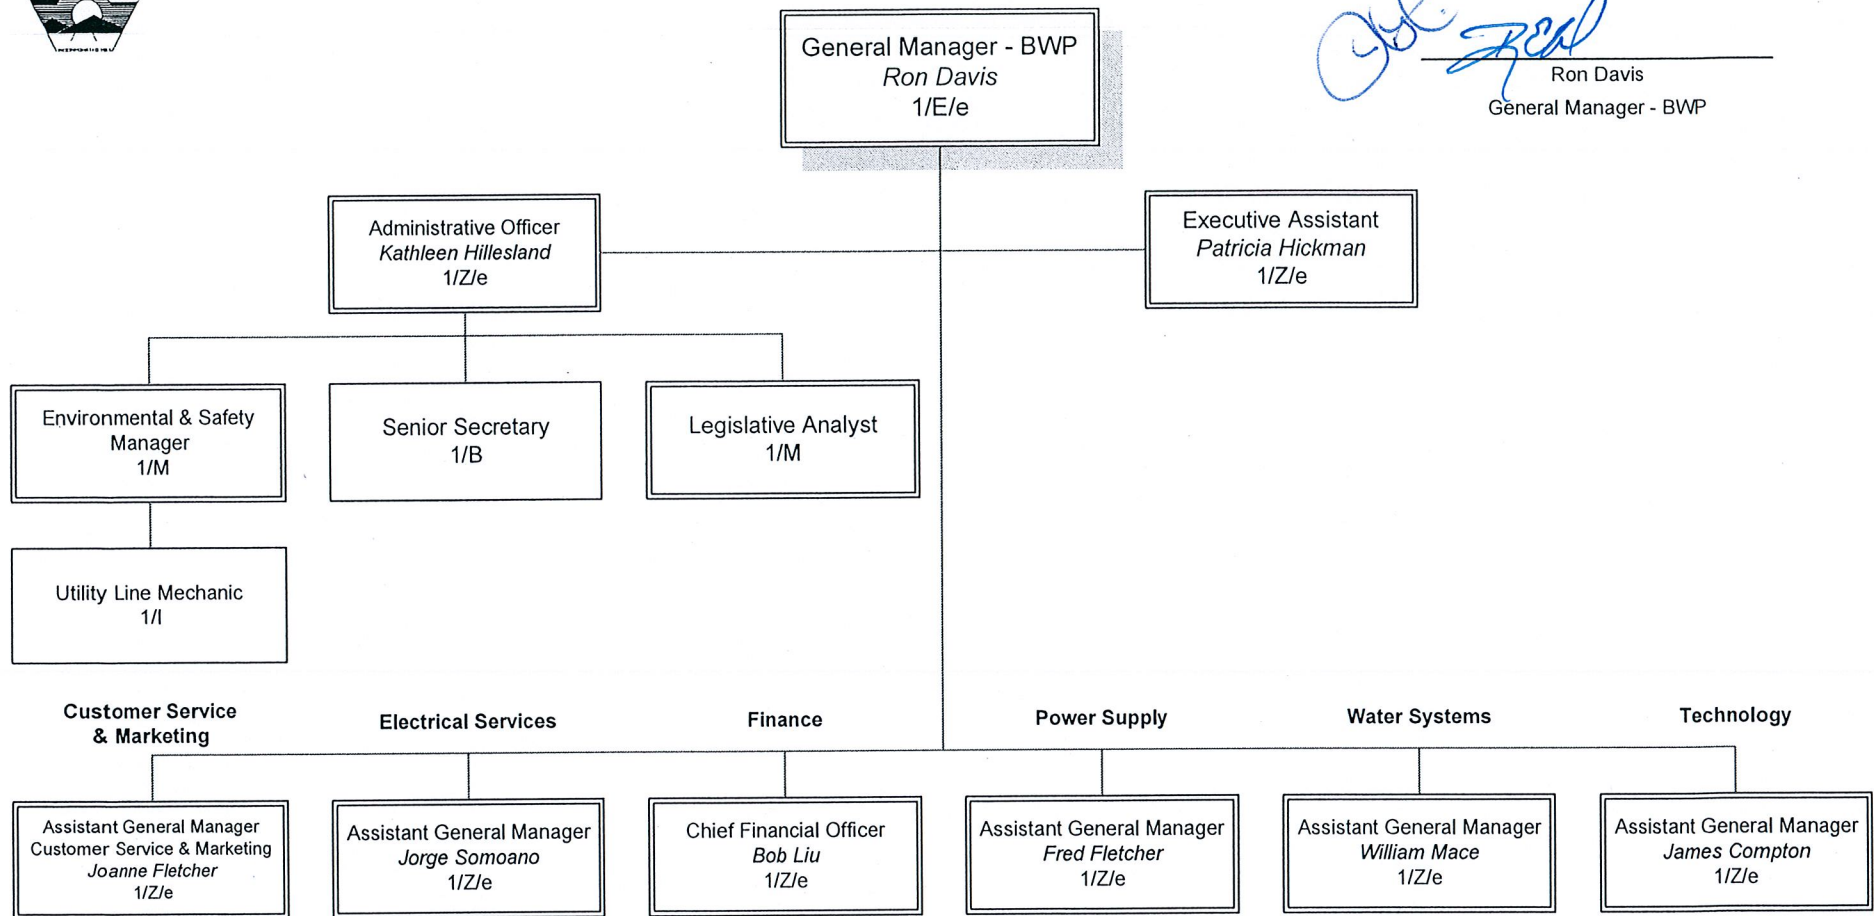 General Manager - BWP
Ron Davis
1/E/e
Ron Davis
General Manager - BWP
Administrative Officer
Kathleen Hillesland
1/Z/e
Executive Assistant
Patricia Hickman
1/Z/e
Environmental & Safety
Manager
1/M
Senior Secretary
1/B
Legislative Analyst
1/M
Utility Line Mechanic
1/I
Customer Service
& Marketing
Electrical Services
Finance
Power Supply
Water Systems
Technology
Assistant General Manager
Customer Service & Marketing
Joanne Fletcher
1/Z/e
Assistant General Manager
Jorge Somoano
1/Z/e
Chief Financial Officer
Bob Liu
1/Z/e
Assistant General Manager
Fred Fletcher
1/Z/e
Assistant General Manager
William Mace
1/Z/e
Assistant General Manager
James Compton
1/Z/e